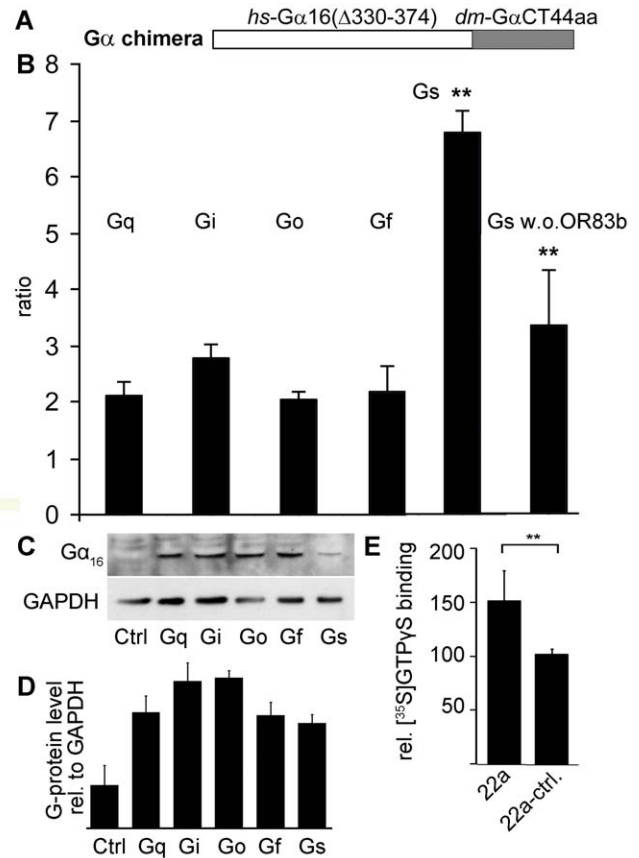 A
hs-Gα16(Δ330-374) dm-GαCT44aa
Gα chimera
B
8
7
6
5
4
3
2
1
0
ratio
Gq Gi Go Gf Gs ** Gs w.o.OR83b **
C
Gα16
GAPDH
Ctrl Gq Gi Go Gf Gs
D
G-protein level
rel. to GAPDH
Ctrl Gq Gi Go Gf Gs
E
**
200
150
100
50
rel. [35S]GTPγS binding
22a 22a-ctrl.